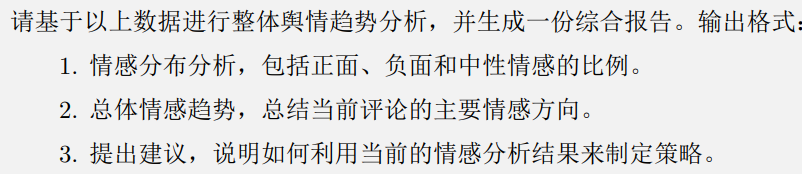 请基于以上数据进行整体舆情趋势分析，并生成一份综合报告。输出格式：
1. 情感分布分析，包括正面、负面和中性情感的比例。
2. 总体情感趋势，总结当前评论的主要情感方向。
3. 提出建议，说明如何利用当前的情感分析结果来制定策略。